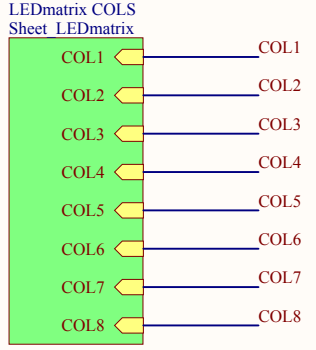 LEDmatrix COLS
Sheet_LEDmatrix
COL1 COL1
COL2 COL2
COL3 COL3
COL4 COL4
COL5 COL5
COL6 COL6
COL7 COL7
COL8 COL8